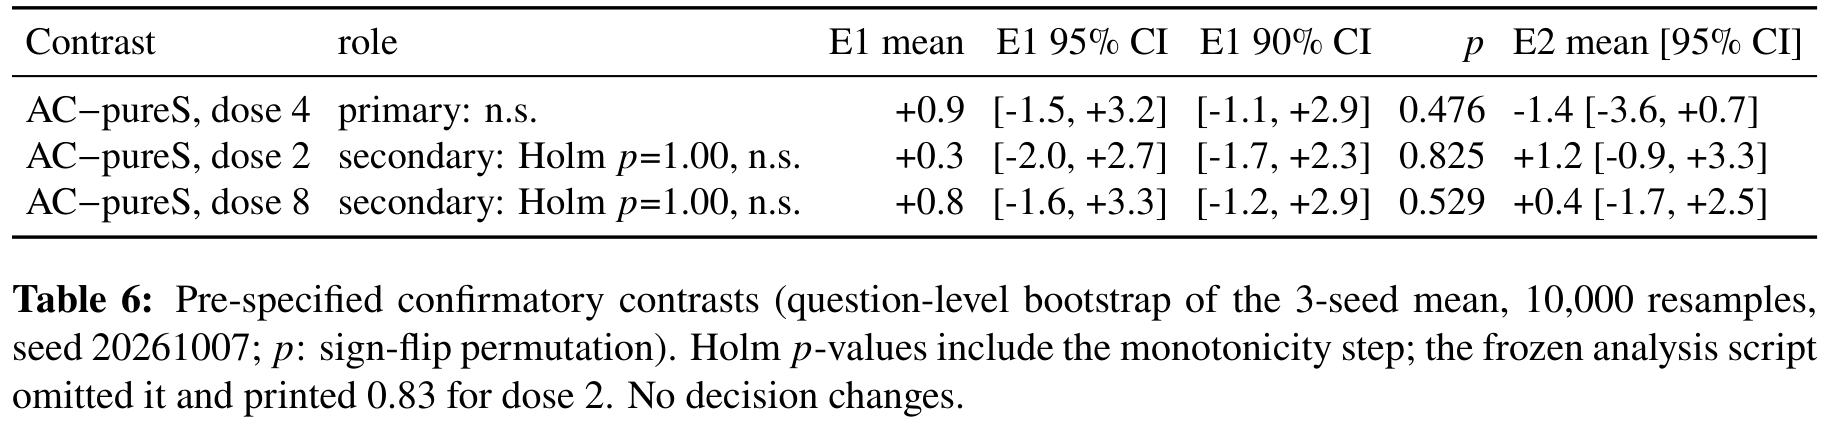 Contrast role E1 mean E1 95% CI E1 90% CI p E2 mean [95% CI]
AC−pureS, dose 4 primary: n.s. +0.9 [-1.5, +3.2] [-1.1, +2.9] 0.476 -1.4 [-3.6, +0.7]
AC−pureS, dose 2 secondary: Holm p=1.00, n.s. +0.3 [-2.0, +2.7] [-1.7, +2.3] 0.825 +1.2 [-0.9, +3.3]
AC−pureS, dose 8 secondary: Holm p=1.00, n.s. +0.8 [-1.6, +3.3] [-1.2, +2.9] 0.529 +0.4 [-1.7, +2.5]
Table 6: Pre-specified confirmatory contrasts (question-level bootstrap of the 3-seed mean, 10,000 resamples,
seed 20261007; p: sign-flip permutation). Holm p-values include the monotonicity step; the frozen analysis script
omitted it and printed 0.83 for dose 2. No decision changes.